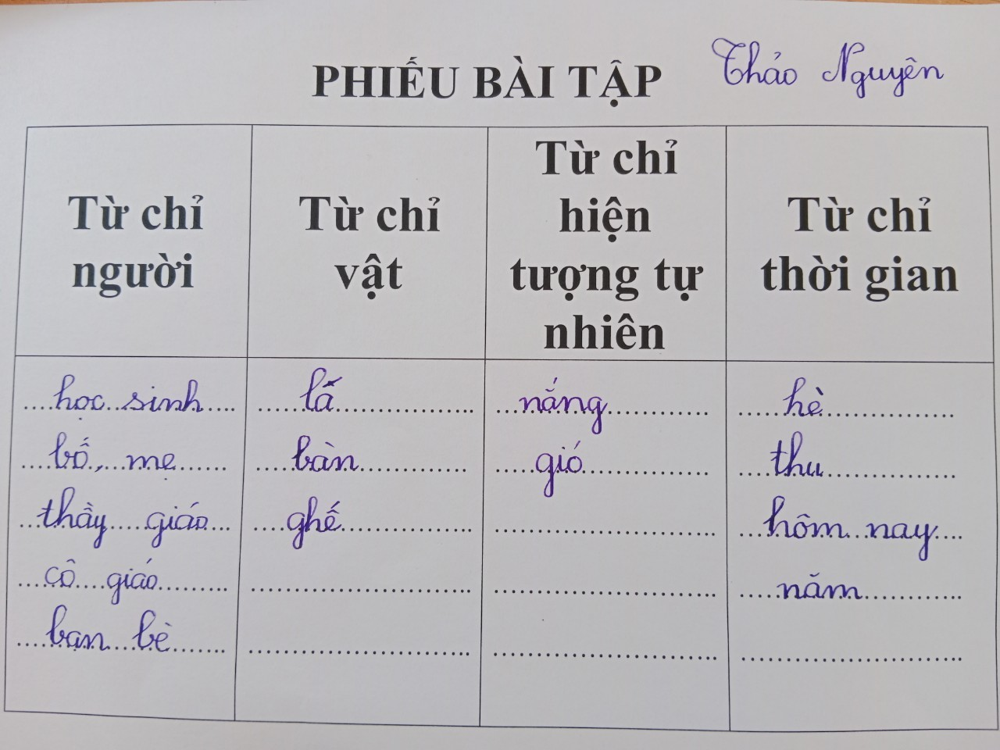 PHIẾU BÀI TẬP
Thảo Nguyên
Từ chỉ
người
Từ chỉ
vật
Từ chỉ
hiện
tượng tự
nhiên
Từ chỉ
thời gian
học sinh
bố, mẹ
thầy giáo
cô giáo
bạn bè
lá
bàn
ghế
nắng
gió
hè
thu
hôm nay
năm